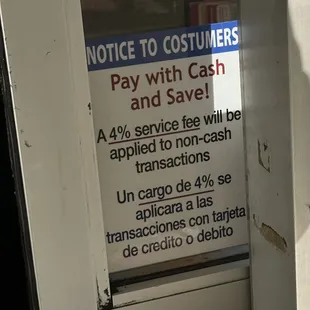 NOTICE TO COSTUMERS
Pay with Cash
and Save!
A 4% service fee will be
applied to non-cash
transactions
Un cargo de 4% se
aplicara a las
transacciones con tarjeta
de credito o debito